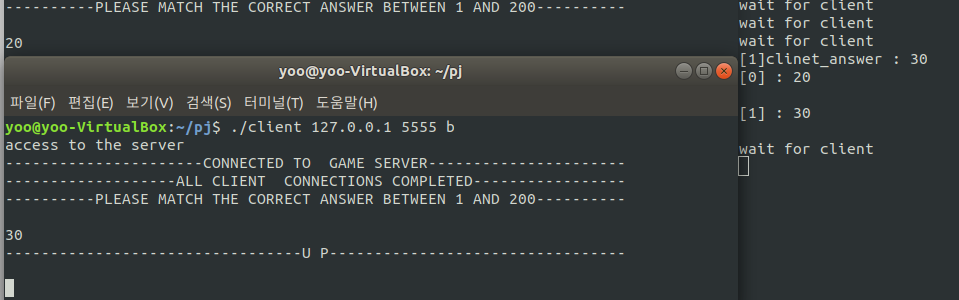 ----------PLEASE MATCH THE CORRECT ANSWER BETWEEN 1 AND 200----------
20
yoo@yoo-VirtualBox: ~/pj
파일(F) 편집(E) 보기(V) 검색(S) 터미널(T) 도움말(H)
yoo@yoo-VirtualBox:~/pj$ ./client 127.0.0.1 5555 b
access to the server
----------------------CONNECTED TO  GAME SERVER----------------------
-------------------ALL CLIENT  CONNECTIONS COMPLETED-----------------
----------PLEASE MATCH THE CORRECT ANSWER BETWEEN 1 AND 200----------
30
---------------------------------U P---------------------------------
wait for client
wait for client
wait for client
[1]clinet_answer : 30
[0] : 20
[1] : 30
wait for client